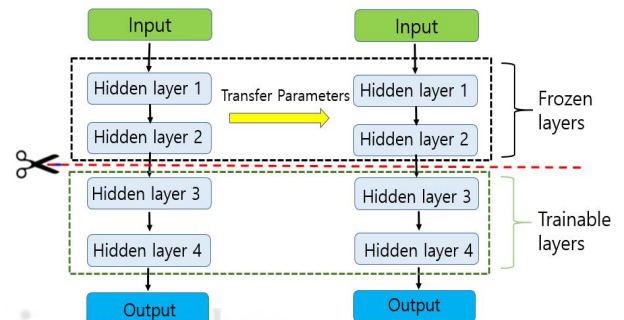 Input
Input
Hidden layer 1
Transfer Parameters
Hidden layer 1
Frozen
layers
Hidden layer 2
Hidden layer 2
Hidden layer 3
Hidden layer 3
Trainable
layers
Hidden layer 4
Hidden layer 4
Output
Output